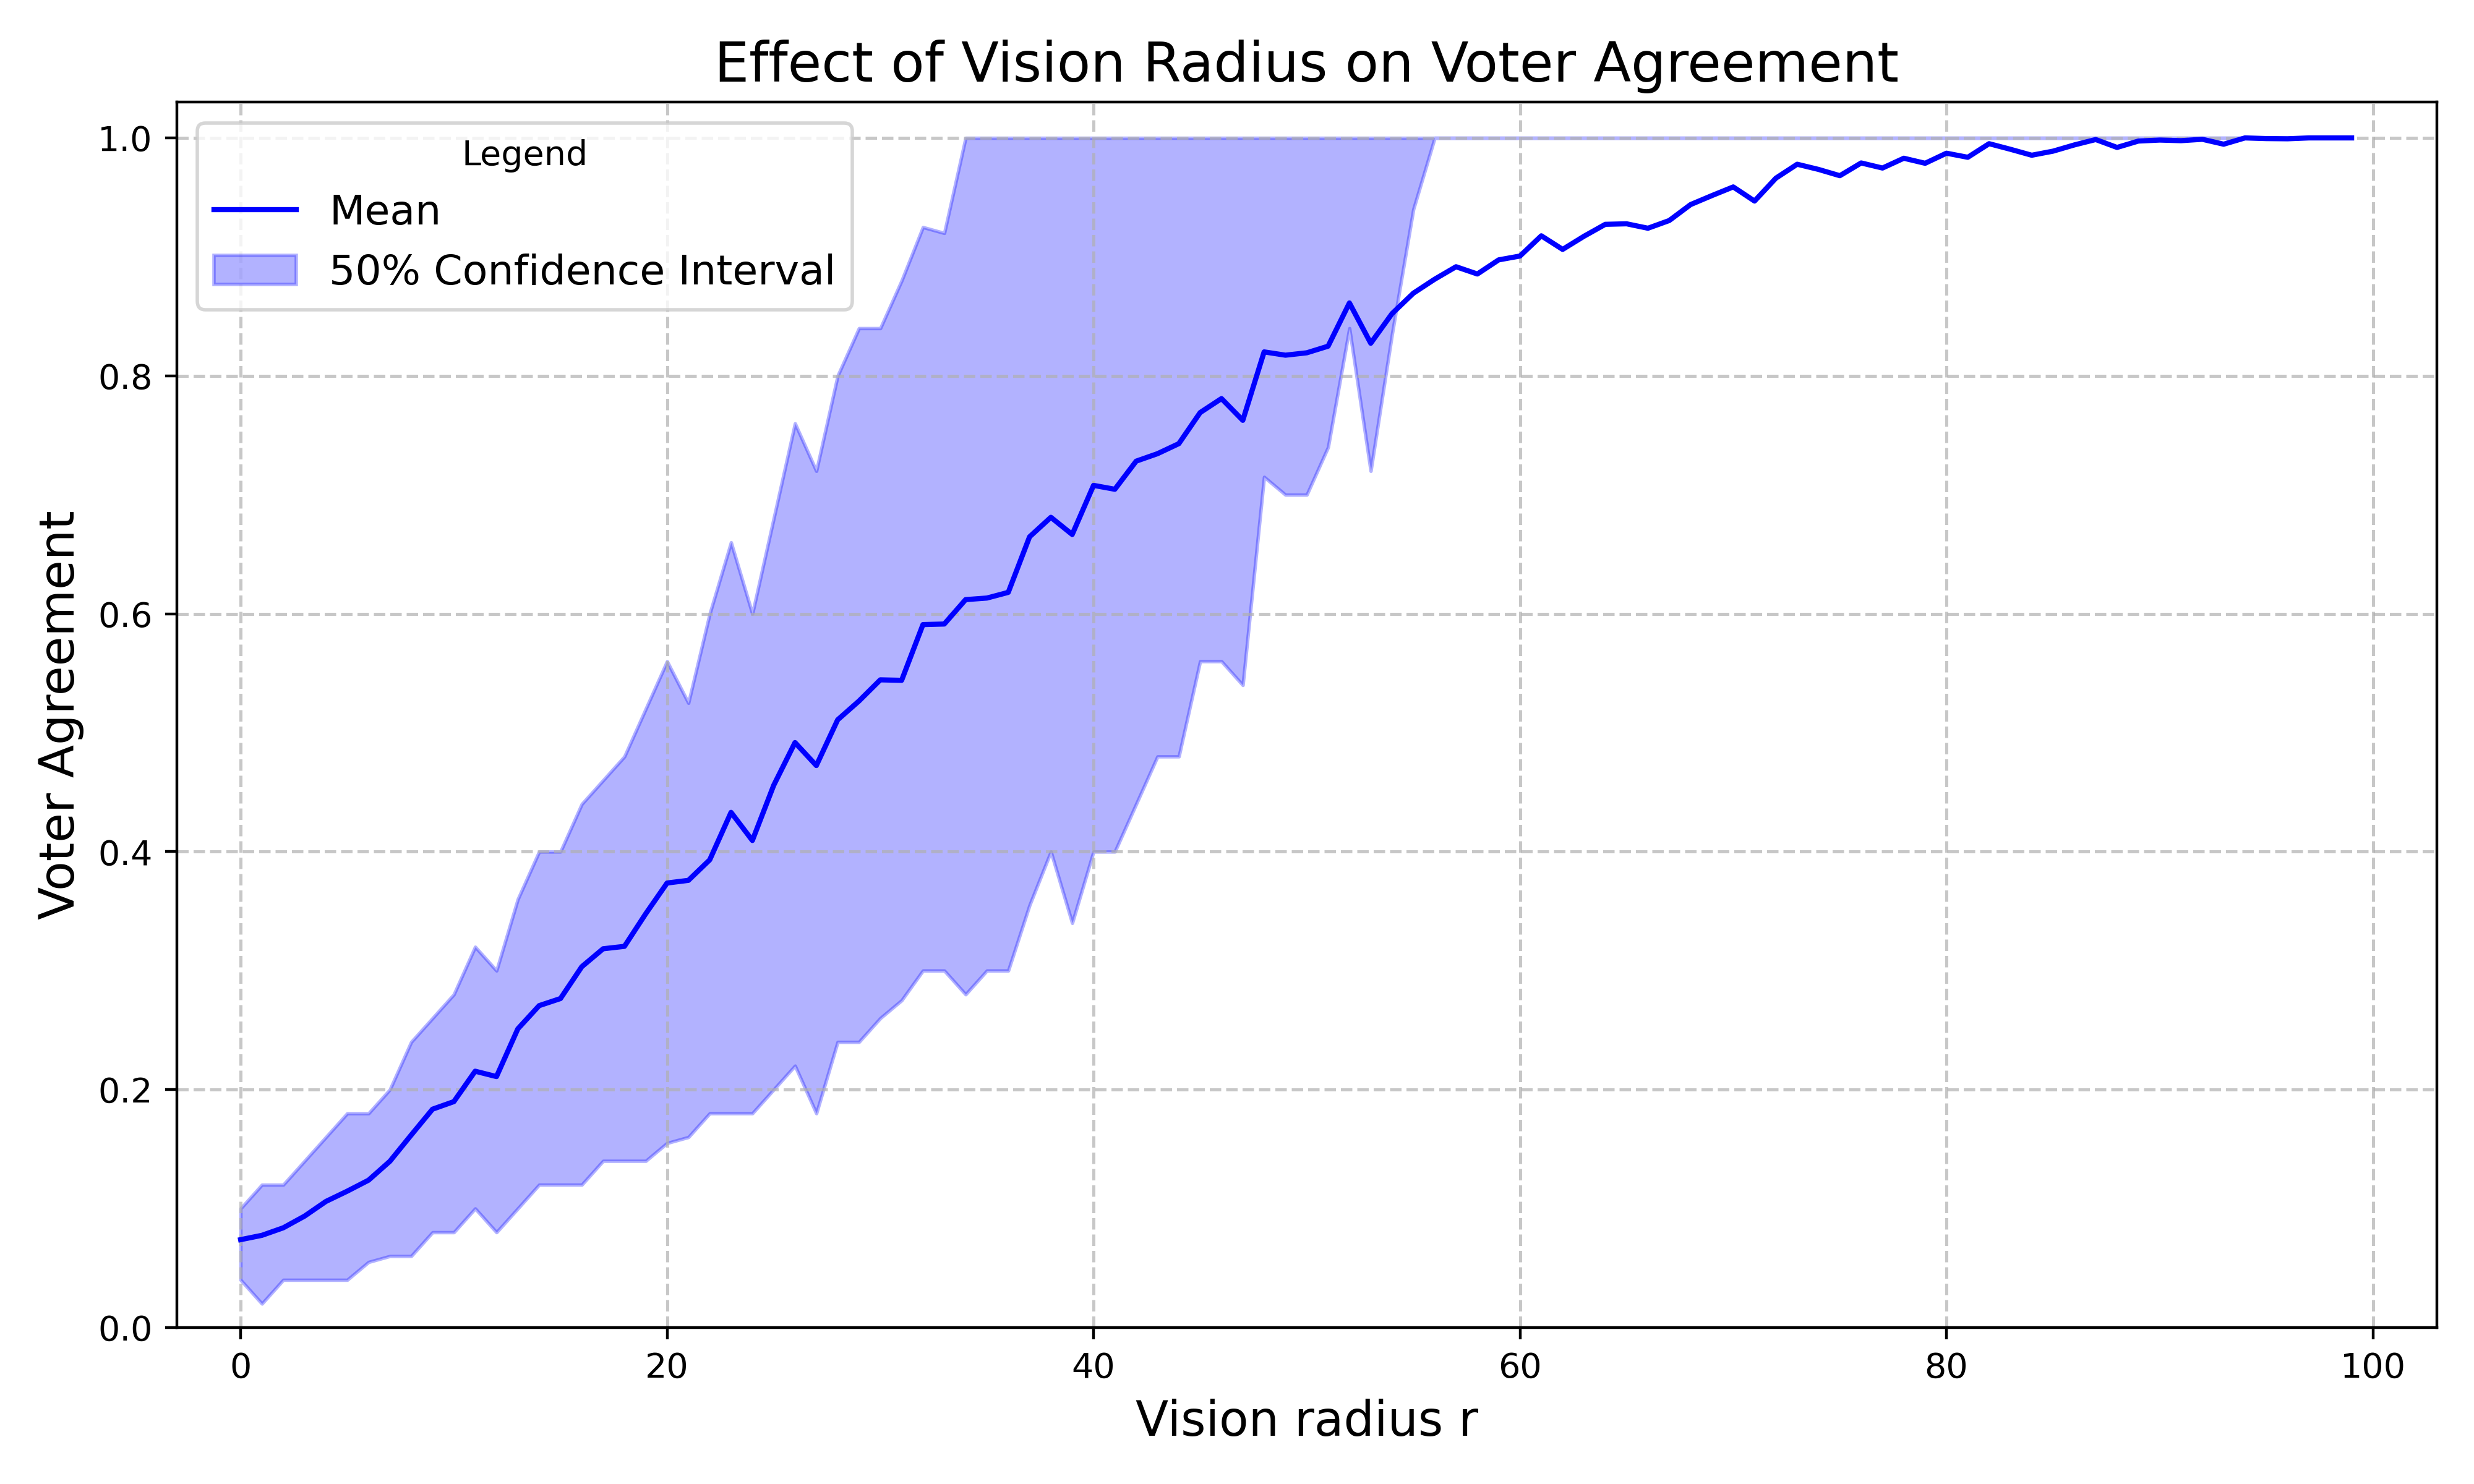 Effect of Vision Radius on Voter Agreement
Legend
Mean
50% Confidence Interval
1.0
0.8
0.6
0.4
0.2
0.0
Voter Agreement
0 20 40 60 80 100
Vision radius r